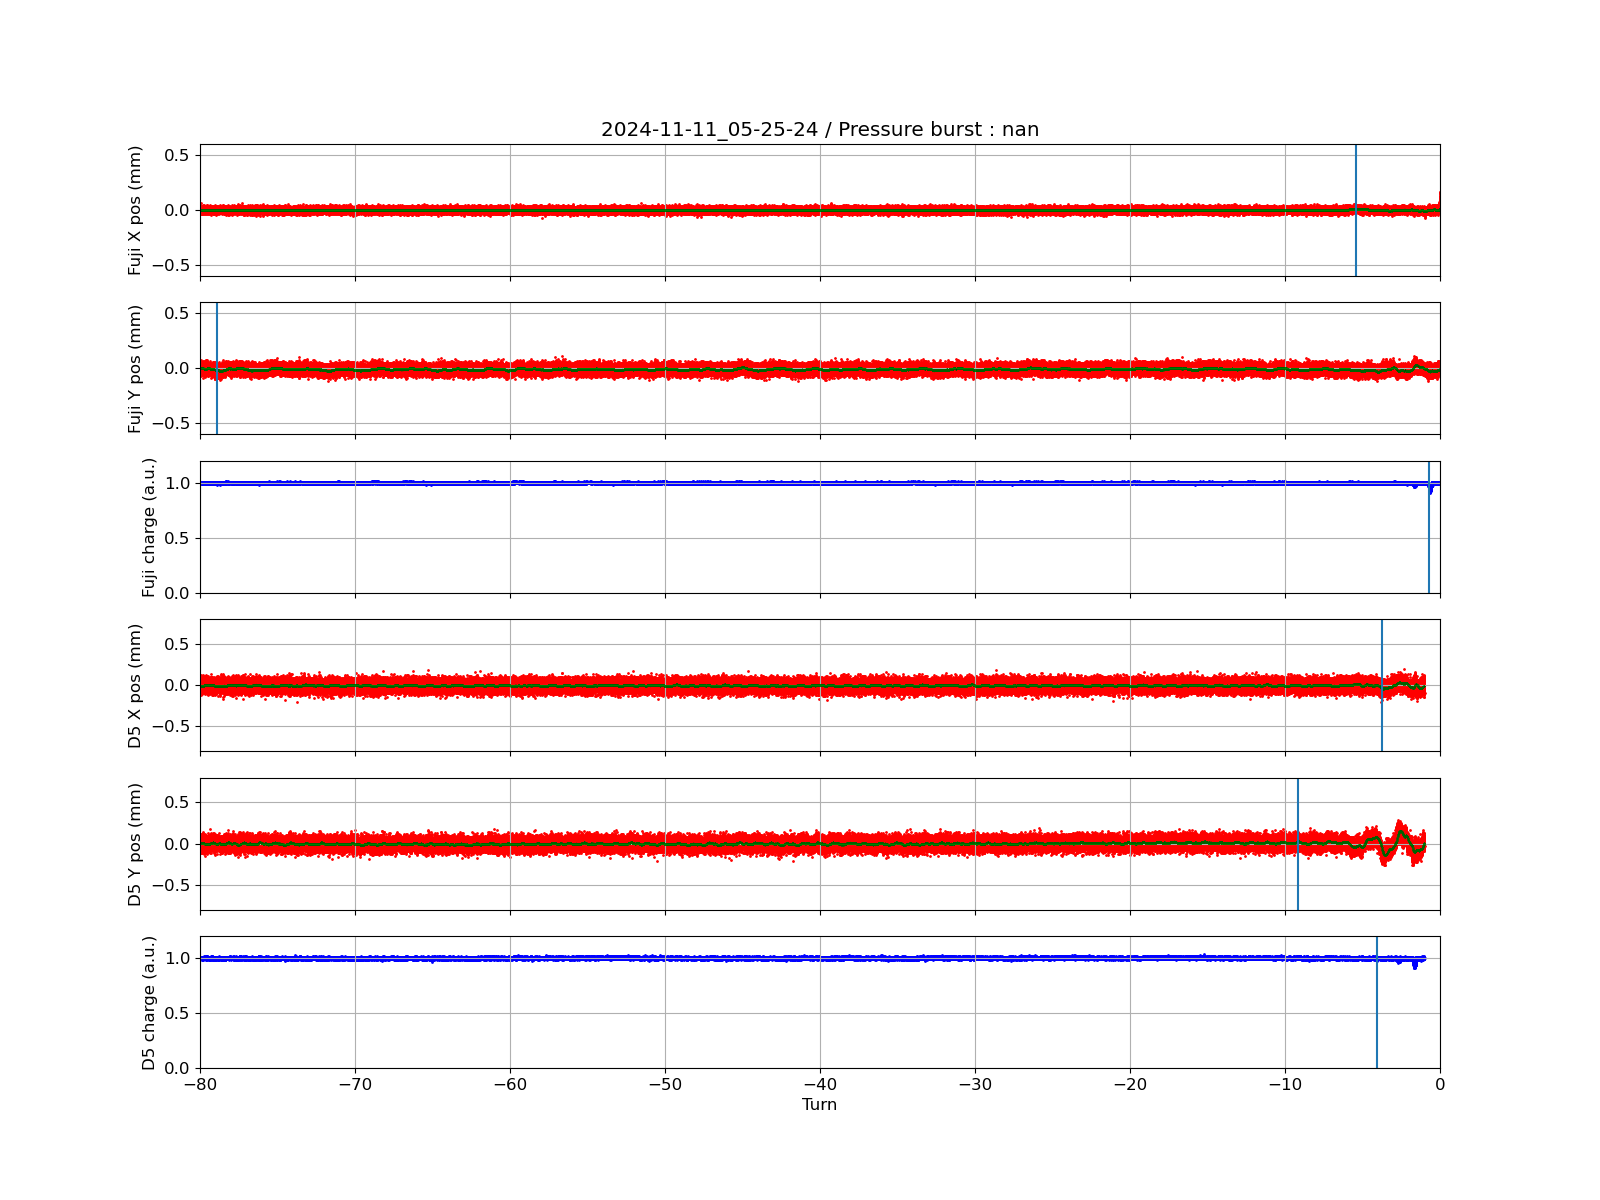 2024-11-11_05-25-24 / Pressure burst : nan
Fuji X pos (mm)
0.5
0.0
−0.5
Fuji Y pos (mm)
0.5
0.0
−0.5
Fuji charge (a.u.)
1.0
0.5
0.0
D5 X pos (mm)
0.5
0.0
−0.5
D5 Y pos (mm)
0.5
0.0
−0.5
D5 charge (a.u.)
1.0
0.5
0.0
−80 −70 −60 −50 −40 −30 −20 −10 0
Turn